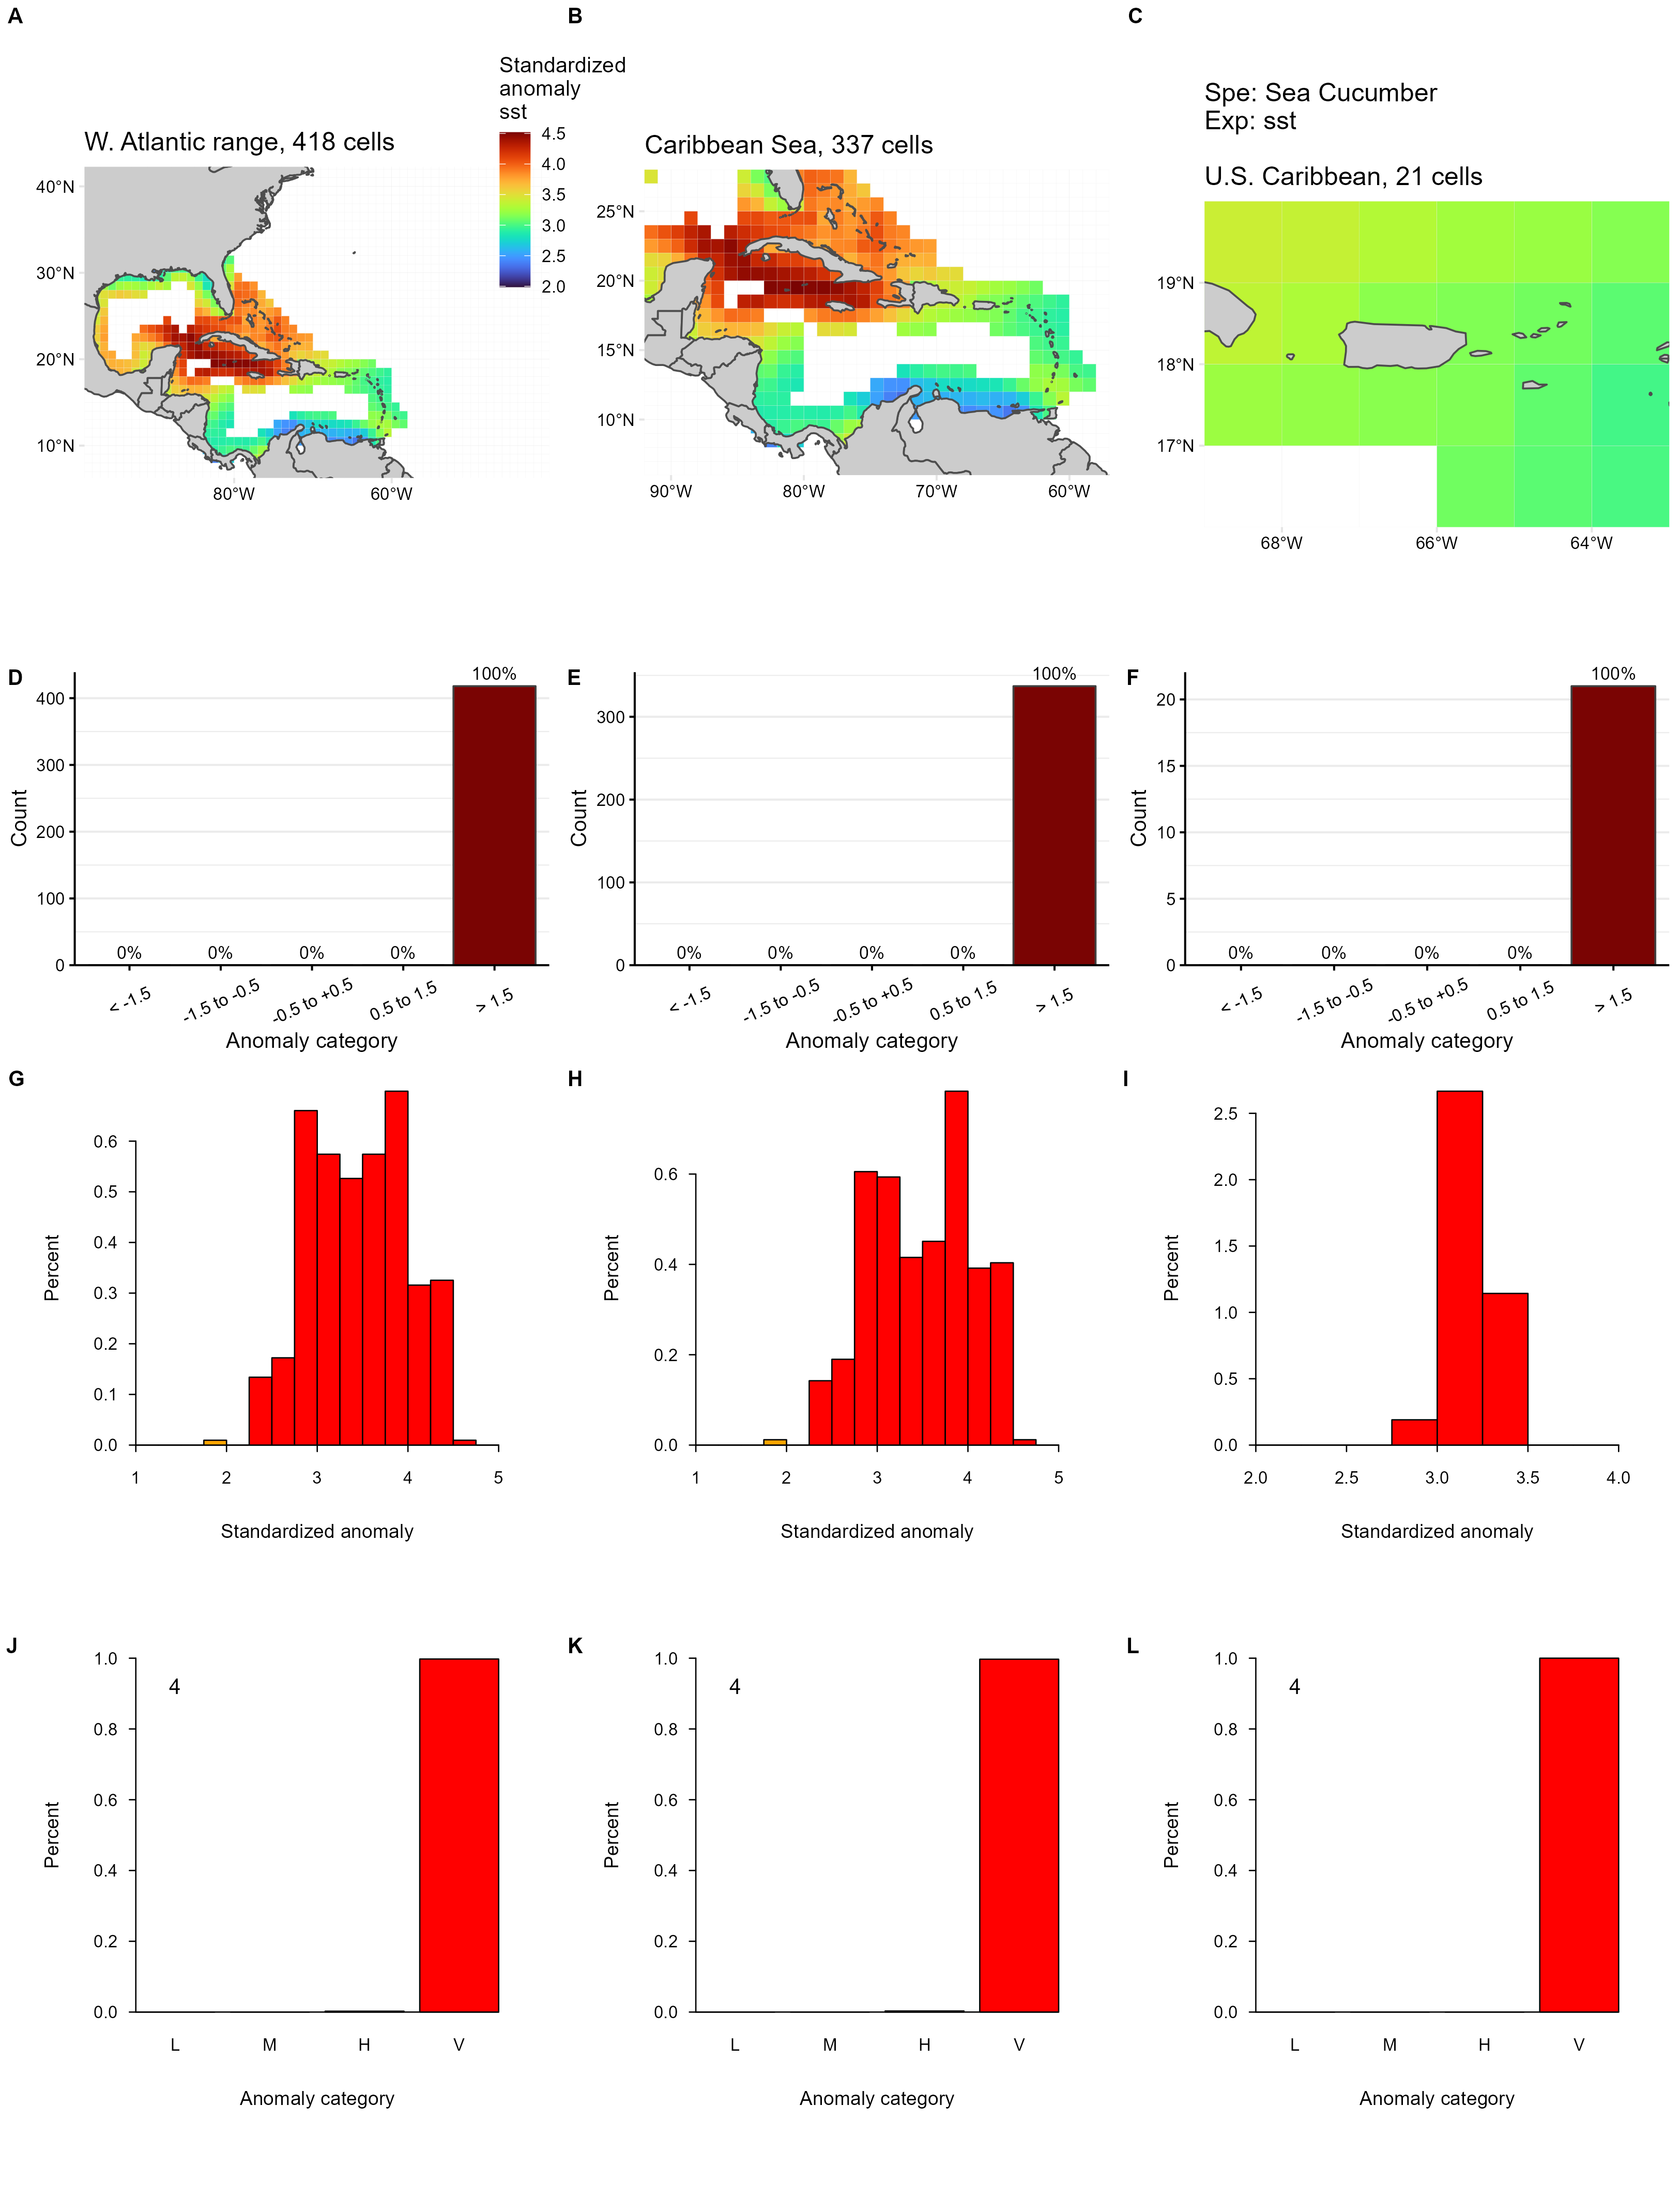 A
B
C
Standardized
anomaly
sst
4.5
4.0
3.5
3.0
2.5
2.0
W. Atlantic range, 418 cells
40°N
30°N
20°N
10°N
80°W
60°W
Caribbean Sea, 337 cells
25°N
20°N
15°N
10°N
90°W
80°W
70°W
60°W
Spe: Sea Cucumber
Exp: sst
U.S. Caribbean, 21 cells
19°N
18°N
17°N
68°W
66°W
64°W
D
Count
400
300
200
100
0
0%
0%
0%
0%
100%
< -1.5
-1.5 to -0.5
-0.5 to +0.5
0.5 to 1.5
> 1.5
Anomaly category
E
Count
300
200
100
0
0%
0%
0%
0%
100%
< -1.5
-1.5 to -0.5
-0.5 to +0.5
0.5 to 1.5
> 1.5
Anomaly category
F
Count
20
15
10
5
0
0%
0%
0%
0%
100%
< -1.5
-1.5 to -0.5
-0.5 to +0.5
0.5 to 1.5
> 1.5
Anomaly category
G
Percent
0.6
0.5
0.4
0.3
0.2
0.1
0.0
1
2
3
4
5
Standardized anomaly
H
Percent
0.6
0.4
0.2
0.0
1
2
3
4
5
Standardized anomaly
I
Percent
2.5
2.0
1.5
1.0
0.5
0.0
2.0
2.5
3.0
3.5
4.0
Standardized anomaly
J
4
Percent
1.0
0.8
0.6
0.4
0.2
0.0
L
M
H
V
Anomaly category
K
4
Percent
1.0
0.8
0.6
0.4
0.2
0.0
L
M
H
V
Anomaly category
L
4
Percent
1.0
0.8
0.6
0.4
0.2
0.0
L
M
H
V
Anomaly category